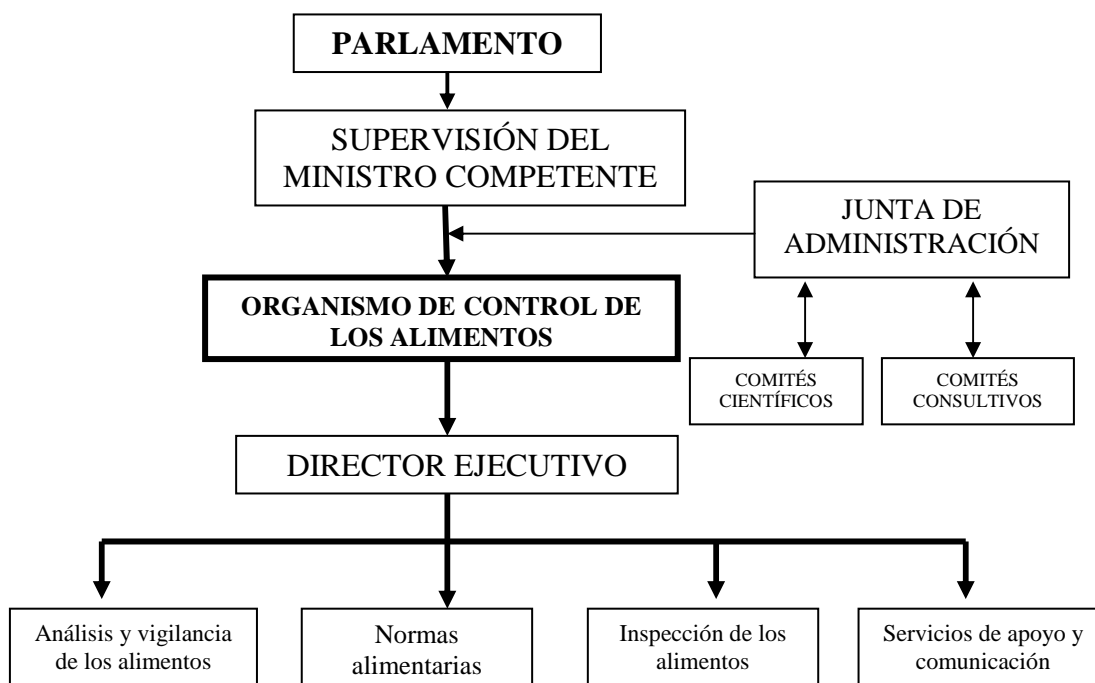 PARLAMENTO
SUPERVISIÓN DEL
MINISTRO COMPETENTE
JUNTA DE
ADMINISTRACIÓN
ORGANISMO DE CONTROL DE
LOS ALIMENTOS
COMITÉS
CIENTÍFICOS
COMITÉS
CONSULTIVOS
DIRECTOR EJECUTIVO
Análisis y vigilancia
de los alimentos
Normas
alimentarias
Inspección de los
alimentos
Servicios de apoyo y
comunicación